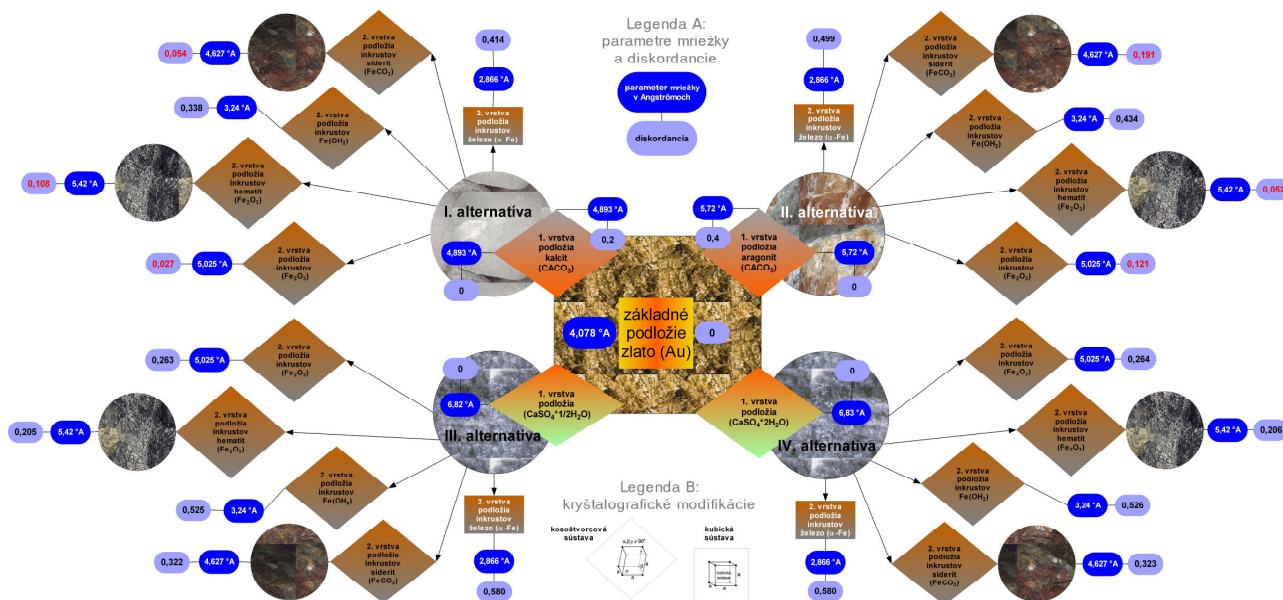 Legenda A:
parametre mriežky
a diskordancie
parameter mriežky
v Angströmoch
diskordancia
0,054
4,627 °A
2. vrstva
podložia
inkrustov
siderit
(FeCO3)
0,414
2,866 °A
2. vrstva
podložia
inkrustov
železo (α-Fe)
0,338
3,24 °A
2. vrstva
podložia
inkrustov
Fe(OH2)
0,108
5,42 °A
2. vrstva
podložia
inkrustov
hematit
(Fe2O3)
0,027
5,025 °A
2. vrstva
podložia
inkrustov
(Fe2O3)
I. alternatíva
4,893 °A
0,2
4,893 °A
0
1. vrstva
podložia
kalcit
(CACO3)
0,499
2,866 °A
2. vrstva
podložia
inkrustov
železo (α-Fe)
2. vrstva
podložia
inkrustov
siderit
(FeCO3)
4,627 °A
0,191
2. vrstva
podložia
inkrustov
Fe(OH2)
3,24 °A
0,434
2. vrstva
podložia
inkrustov
hematit
(Fe2O3)
5,42 °A
0,052
2. vrstva
podložia
inkrustov
(Fe2O3)
5,025 °A
0,121
II. alternatíva
5,72 °A
0,4
5,72 °A
0
1. vrstva
podložia
aragonit
(CACO3)
4,078 °A
základné
podložie
zlato (Au)
0
0,263
5,025 °A
2. vrstva
podložia
inkrustov
(Fe2O3)
0,205
5,42 °A
2. vrstva
podložia
inkrustov
hematit
(Fe2O3)
0,525
3,24 °A
2. vrstva
podložia
inkrustov
Fe(OH2)
0,322
4,627 °A
2. vrstva
podložia
inkrustov
siderit
(FeCO3)
2. vrstva
podložia
inkrustov
železo (α-Fe)
2,866 °A
0,580
0
6,82 °A
1. vrstva
podložia
(CaSO4*1/2H2O)
III. alternatíva
0
6,83 °A
1. vrstva
podložia
(CaSO4*2H2O)
IV. alternatíva
2. vrstva
podložia
inkrustov
(Fe2O3)
5,025 °A
0,264
2. vrstva
podložia
inkrustov
hematit
(Fe2O3)
5,42 °A
0,206
2. vrstva
podložia
inkrustov
Fe(OH2)
3,24 °A
0,526
2. vrstva
podložia
inkrustov
siderit
(FeCO3)
4,627 °A
0,323
2. vrstva
podložia
inkrustov
železo (α-Fe)
2,866 °A
0,580
Legenda B:
kryštalografické modifikácie
kosoštvorcová
sústava
kubická
sústava
kubická
sústava
a
a
a